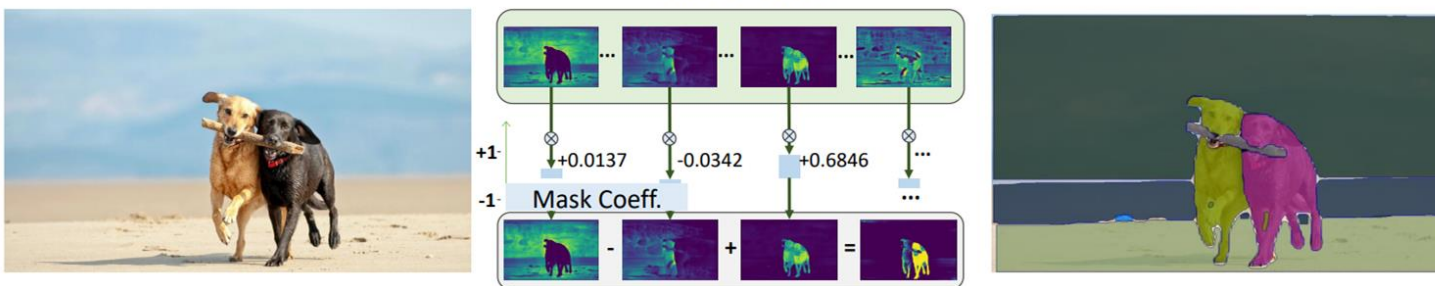 ... ... ...
+1-
+0.0137 -0.0342 +0.6846 ...
-1-
Mask Coeff. ...
- + =